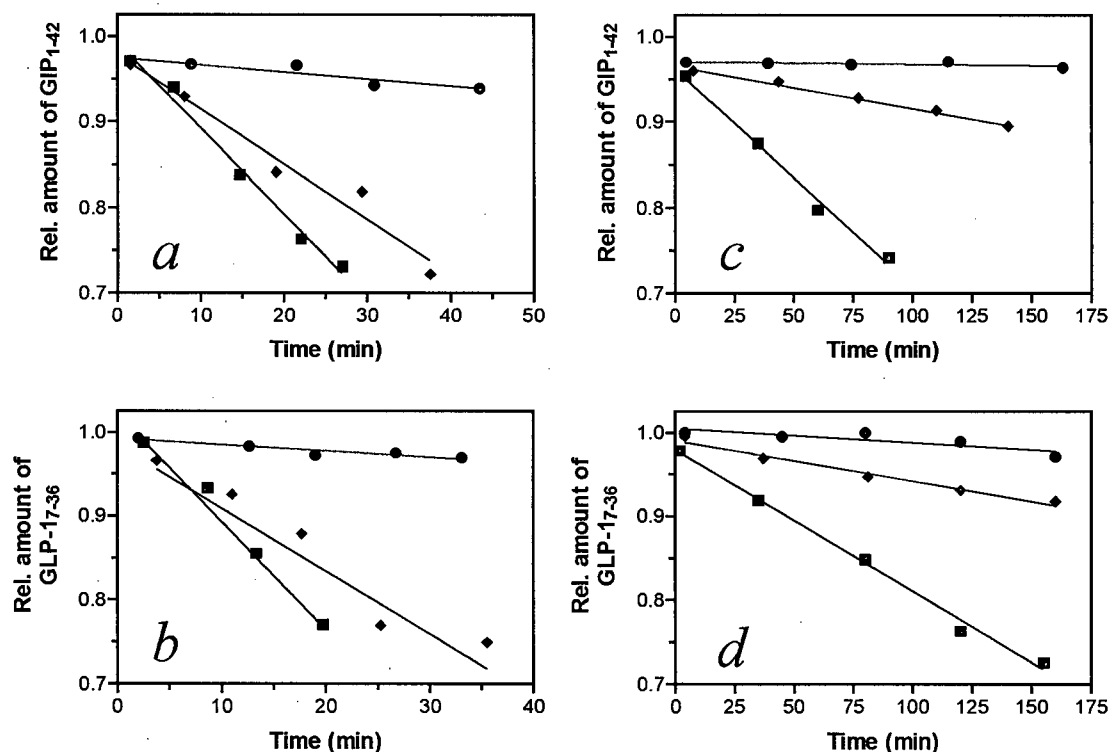 1.0
0.9
0.8
0.7
Rel. amount of GIP1-42
a
0 10 20 30 40 50
Time (min)
1.0
0.9
0.8
0.7
Rel. amount of GIP1-42
c
0 25 50 75 100 125 150 175
Time (min)
1.0
0.9
0.8
0.7
Rel. amount of
GLP-17-36
b
0 10 20 30 40
Time (min)
1.0
0.9
0.8
0.7
Rel. amount of
GLP-17-36
d
0 25 50 75 100 125 150 175
Time (min)